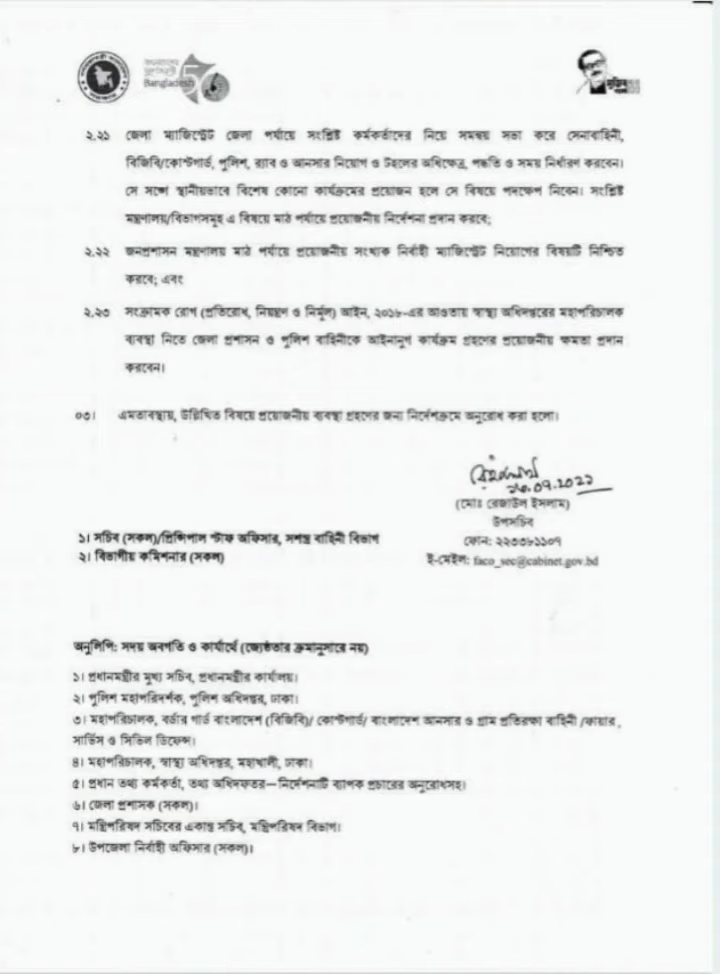 Bangladesh
২.২১ জেলা ম্যাজিস্ট্রেট জেলা পর্যায়ে সংশ্লিষ্ট কর্মকর্তাদের নিয়ে সমন্বয় সভা করে সেনাবাহিনী,
বিজিবি/কোস্টগার্ড, পুলিশ, র‍্যাব ও আনসার নিয়োগ ও টহলের অধিক্ষেত্র, পদ্ধতি ও সময় নির্ধারণ করবেন।
সে সঙ্গে স্থানীয়ভাবে বিশেষ কোনো কার্যক্রমের প্রয়োজন হলে সে বিষয়ে পদক্ষেপ নিবেন। সংশ্লিষ্ট
মন্ত্রণালয়/বিভাগসমূহ এ বিষয়ে মাঠ পর্যায়ে প্রয়োজনীয় নির্দেশনা প্রদান করবে;
২.২২ জনপ্রশাসন মন্ত্রণালয় মাঠ পর্যায়ে প্রয়োজনীয় সংখ্যক নির্বাহী ম্যাজিস্ট্রেট নিয়োগের বিষয়টি নিশ্চিত
করবে; এবং
২.২৩ সংক্রামক রোগ (প্রতিরোধ, নিয়ন্ত্রণ ও নির্মূল) আইন, ২০১৮-এর আওতায় স্বাস্থ্য অধিদপ্তরের মহাপরিচালক
ব্যবস্থা নিতে জেলা প্রশাসন ও পুলিশ বাহিনীকে আইনানুগ কার্যক্রম গ্রহণের প্রয়োজনীয় ক্ষমতা প্রদান
করবেন।
০৩। এমতাবস্থায়, উল্লিখিত বিষয়ে প্রয়োজনীয় ব্যবস্থা গ্রহণের জন্য নির্দেশক্রমে অনুরোধ করা হলো।
(মোঃ রেজাউল ইসলাম)
উপসচিব
ফোন: ২২৩৩৮১১০৭
ই-মেইল: faco_sec@cabinet.gov.bd
১। সচিব (সকল)/প্রিন্সিপাল স্টাফ অফিসার, সশস্ত্র বাহিনী বিভাগ
২। বিভাগীয় কমিশনার (সকল)
অনুলিপি: সদয় অবগতি ও কার্যার্থে (জ্যেষ্ঠতার ক্রমানুসারে নয়)
১। প্রধানমন্ত্রীর মুখ্য সচিব, প্রধানমন্ত্রীর কার্যালয়।
২। পুলিশ মহাপরিদর্শক, পুলিশ অধিদপ্তর, ঢাকা।
৩। মহাপরিচালক, বর্ডার গার্ড বাংলাদেশ (বিজিবি)/ কোস্টগার্ড/ বাংলাদেশ আনসার ও গ্রাম প্রতিরক্ষা বাহিনী /ফায়ার ,
সার্ভিস ও সিভিল ডিফেন্স।
৪। মহাপরিচালক, স্বাস্থ্য অধিদপ্তর, মহাখালী, ঢাকা।
৫। প্রধান তথ্য কর্মকর্তা, তথ্য অধিদফতর—নির্দেশনাটি ব্যাপক প্রচারের অনুরোধসহ।
৬। জেলা প্রশাসক (সকল)।
৭। মন্ত্রিপরিষদ সচিবের একান্ত সচিব, মন্ত্রিপরিষদ বিভাগ।
৮। উপজেলা নির্বাহী অফিসার (সকল)।